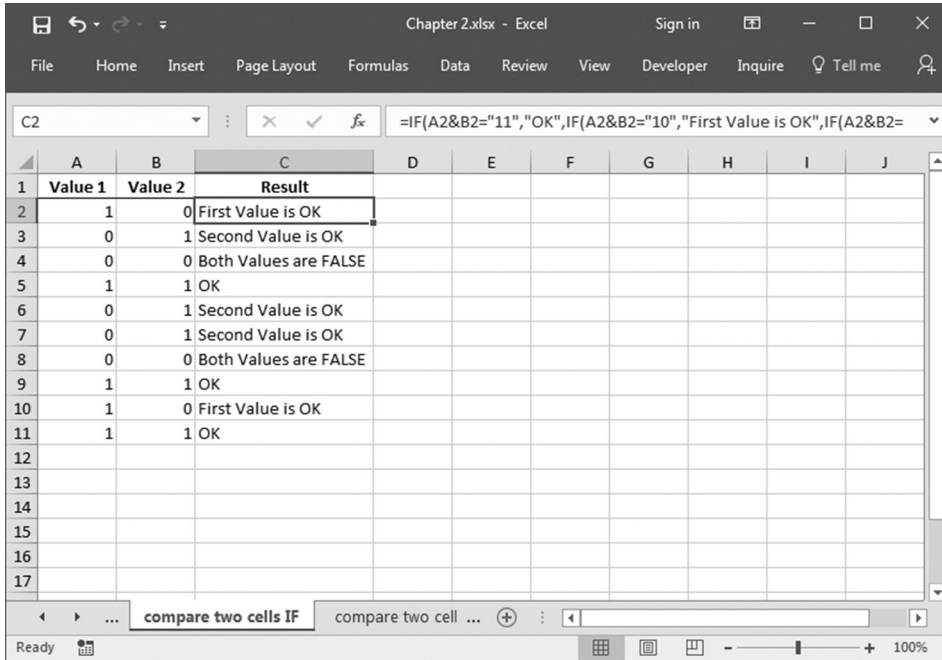 Chapter 2.xlsx - Excel Sign in
File Home Insert Page Layout Formulas Data Review View Developer Inquire Tell me
C2 fx =IF(A2&B2="11","OK",IF(A2&B2="10","First Value is OK",IF(A2&B2=
A B C D E F G H I J
1 Value 1 Value 2 Result
2 1 0 First Value is OK
3 0 1 Second Value is OK
4 0 0 Both Values are FALSE
5 1 1 OK
6 0 1 Second Value is OK
7 0 1 Second Value is OK
8 0 0 Both Values are FALSE
9 1 1 OK
10 1 0 First Value is OK
11 1 1 OK
12
13
14
15
16
17
... compare two cells IF compare two cell ...
Ready 100%